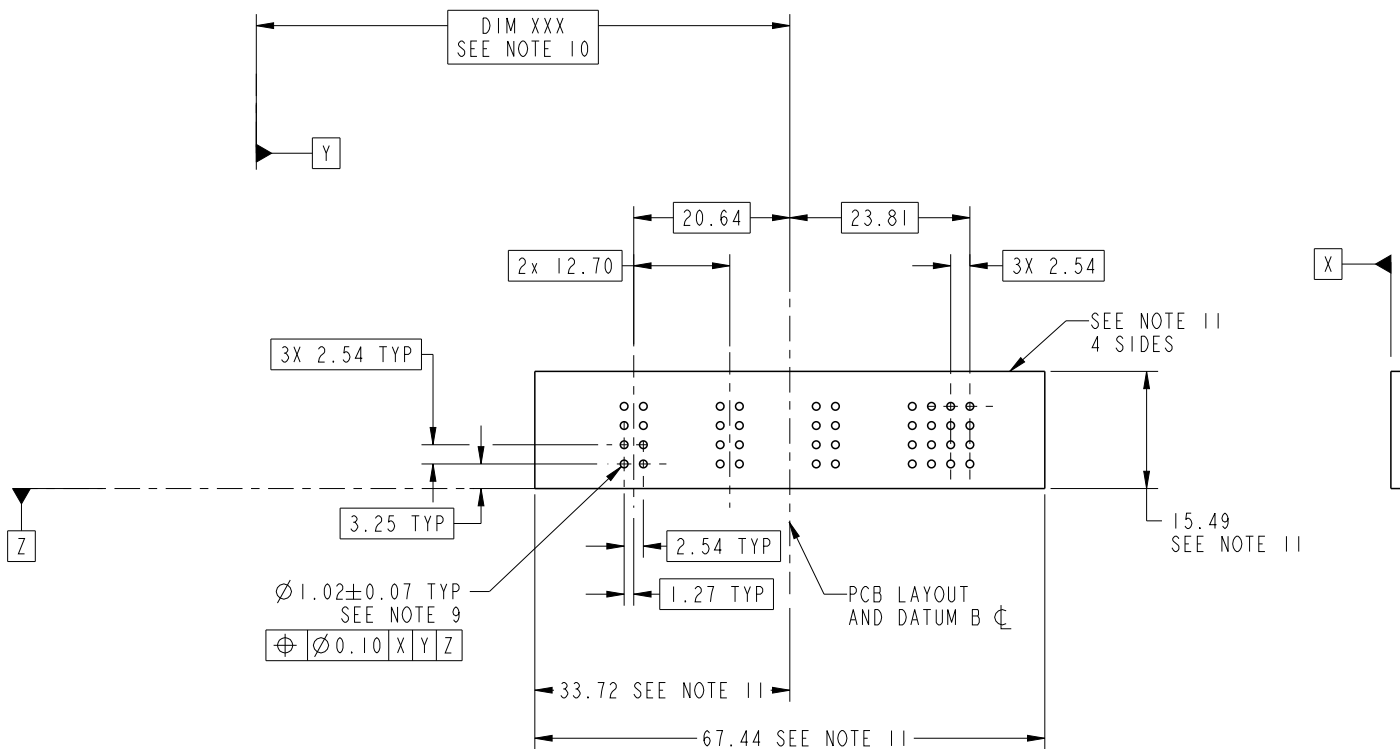 DIM XXX
SEE NOTE 10
Y
20.64
23.81
2x 12.70
3X 2.54
X
SEE NOTE 11
4 SIDES
3X 2.54 TYP
Z
3.25 TYP
15.49
SEE NOTE 11
2.54 TYP
Ø1.02±0.07 TYP
SEE NOTE 9
1.27 TYP
PCB LAYOUT
AND DATUM B ℄
⌖ Ø0.10 X Y Z
33.72 SEE NOTE 11
67.44 SEE NOTE 11